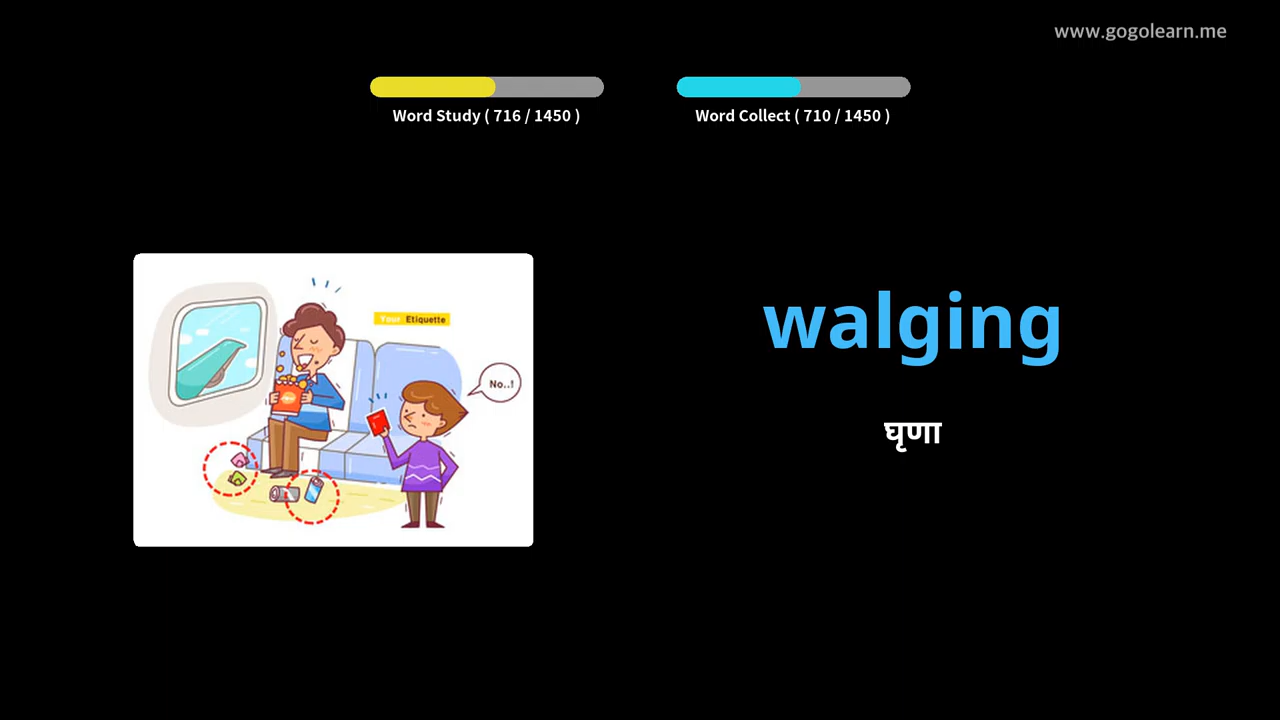 www.gogolearn.me
Word Study ( 716 / 1450 )
Word Collect ( 710 / 1450 )
Your Etiquette
No..!
walging
घृणा